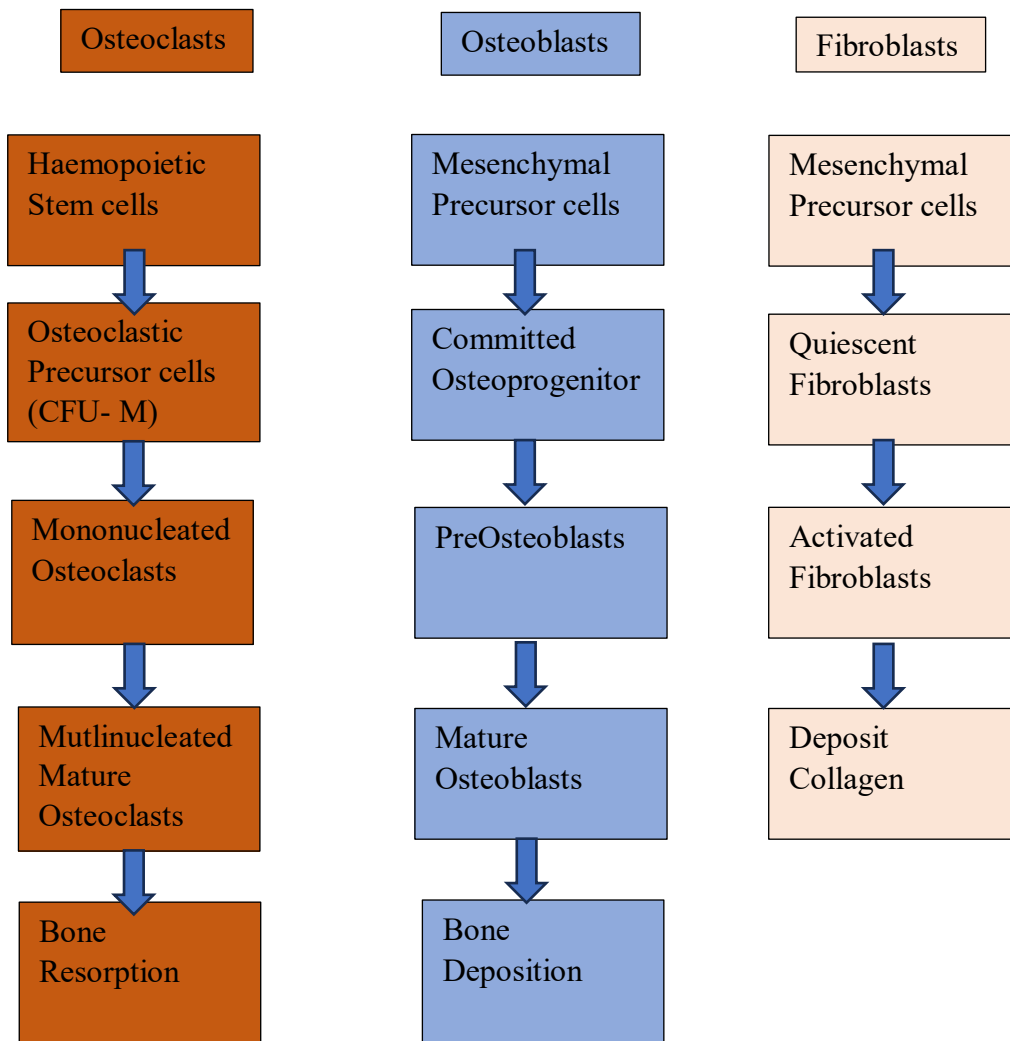 Osteoclasts
Haemopoietic
Stem cells
Osteoclastic
Precursor cells
(CFU- M)
Mononucleated
Osteoclasts
Mutlinucleated
Mature
Osteoclasts
Bone
Resorption
Osteoblasts
Mesenchymal
Precursor cells
Committed
Osteoprogenitor
PreOsteoblasts
Mature
Osteoblasts
Bone
Deposition
Fibroblasts
Mesenchymal
Precursor cells
Quiescent
Fibroblasts
Activated
Fibroblasts
Deposit
Collagen